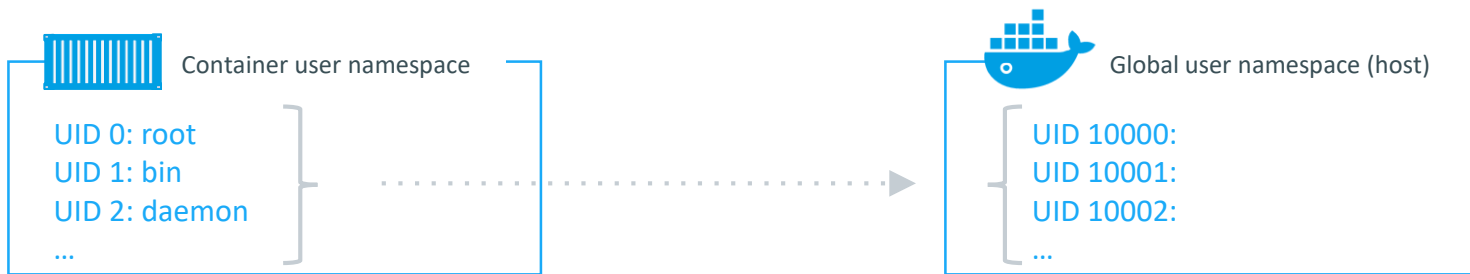 Container user namespace
UID 0: root
UID 1: bin
UID 2: daemon
...
Global user namespace (host)
UID 10000:
UID 10001:
UID 10002:
...